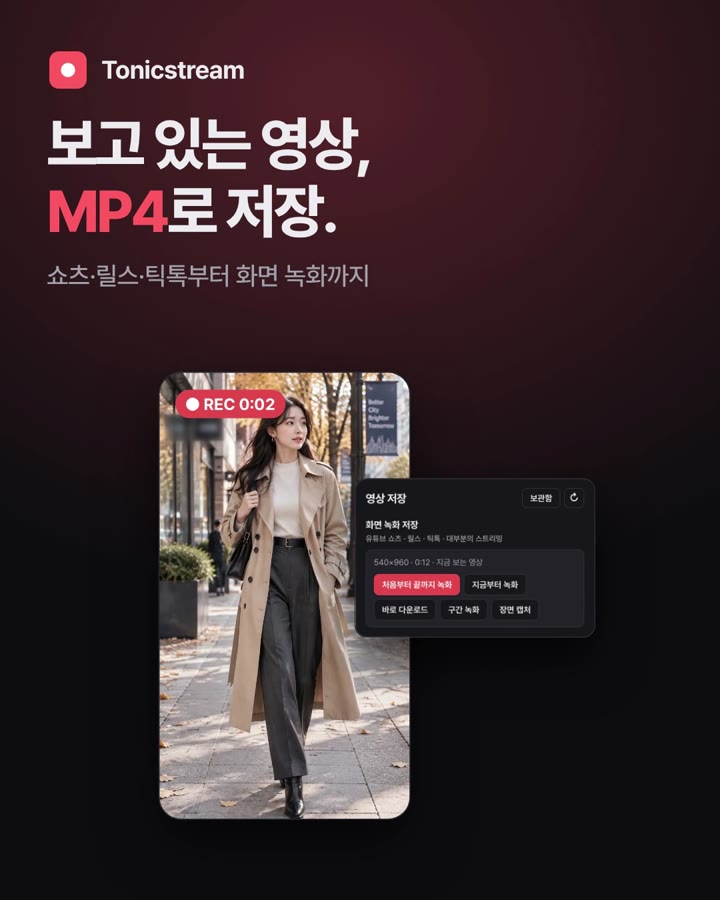 Tonicstream
보고 있는 영상,
MP4로 저장.
쇼츠·릴스·틱톡부터 화면 녹화까지
REC 0:02
Better
City
Brighter
Tomorrow
영상 저장
보관함
화면 녹화 저장
유튜브 쇼츠 · 릴스 · 틱톡 · 대부분의 스트리밍
540×960 · 0:12 · 지금 보는 영상
처음부터 끝까지 녹화
지금부터 녹화
바로 다운로드
구간 녹화
장면 캡처